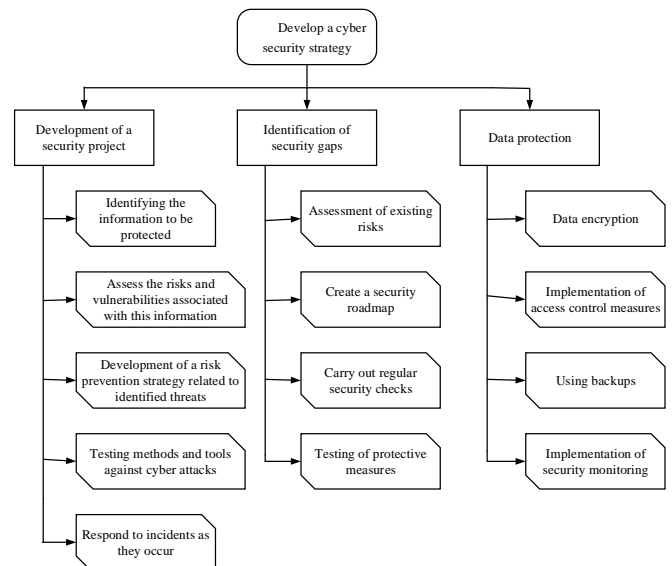 Develop a cyber
security strategy
Development of a
security project
Identification of
security gaps
Data protection
Identifying the
information to be
protected
Assess the risks and
vulnerabilities associated
with this information
Development of a risk
prevention strategy related to
identified threats
Testing methods and tools
against cyber attacks
Respond to incidents as
they occur
Assessment of existing
risks
Create a security
roadmap
Carry out regular
security checks
Testing of protective
measures
Data encryption
Implementation of
access control measures
Using backups
Implementation of
security monitoring